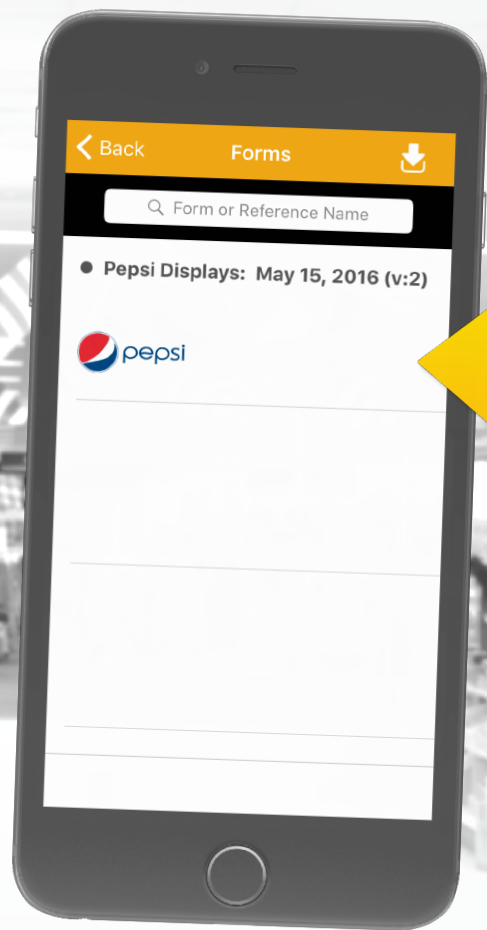 Back Forms
Form or Reference Name
Pepsi Displays: May 15, 2016 (v:2)
pepsi